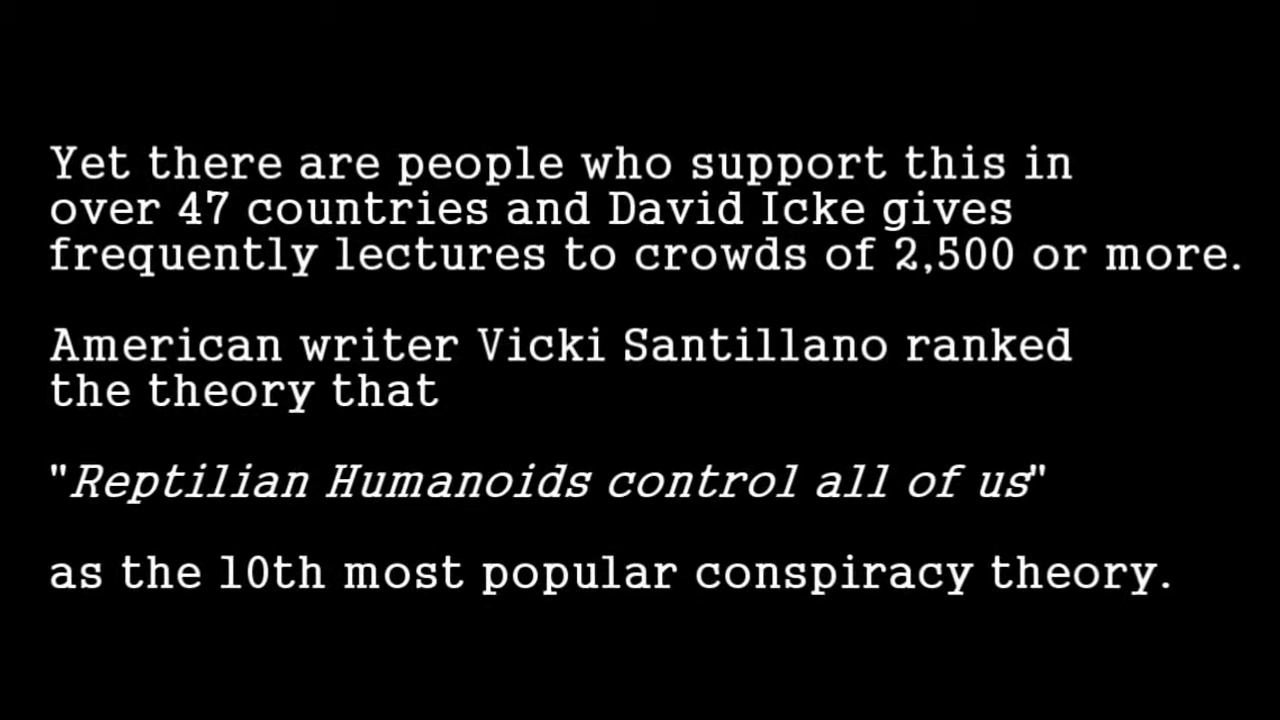 Yet there are people who support this in
over 47 countries and David Icke gives
frequently lectures to crowds of 2,500 or more.
American writer Vicki Santillano ranked
the theory that
"Reptilian Humanoids control all of us"
as the 10th most popular conspiracy theory.